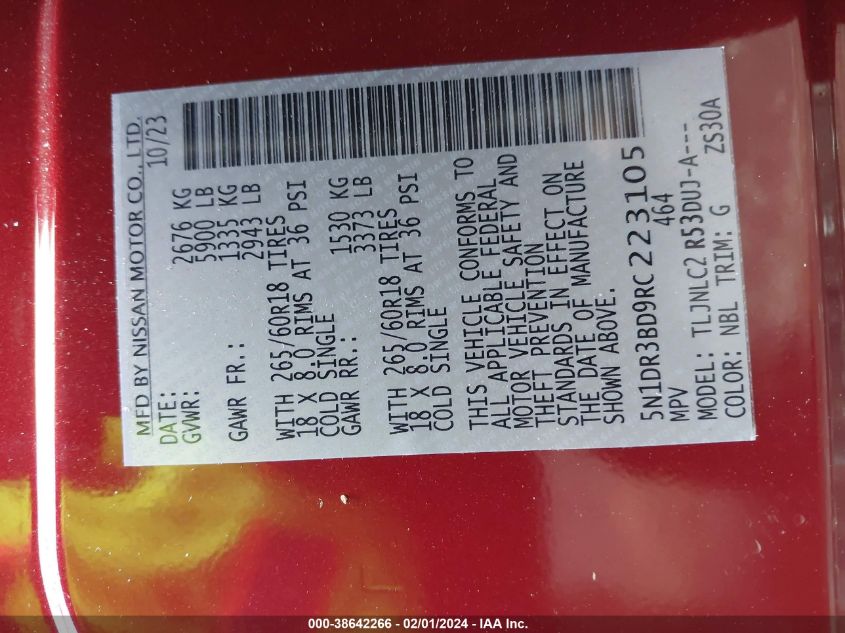 MFD BY NISSAN MOTOR CO., LTD.
DATE: 10/23
GVWR: 2676 KG
5900 LB
GAWR FR.: 1335 KG
2943 LB
WITH 265/60R18 TIRES
18 X 8.0 RIMS AT 36 PSI
COLD SINGLE
GAWR RR.: 1530 KG
3373 LB
WITH 265/60R18 TIRES
18 X 8.0 RIMS AT 36 PSI
COLD SINGLE
THIS VEHICLE CONFORMS TO
ALL APPLICABLE FEDERAL
MOTOR VEHICLE SAFETY AND
THEFT PREVENTION
STANDARDS IN EFFECT ON
THE DATE OF MANUFACTURE
SHOWN ABOVE.
5N1DR3BD9RC223105
MPV 464
MODEL: TLJNLC2 R53DUJ-A---
COLOR: NBL TRIM: G ZS30A
000-38642266 - 02/01/2024 - IAA Inc.